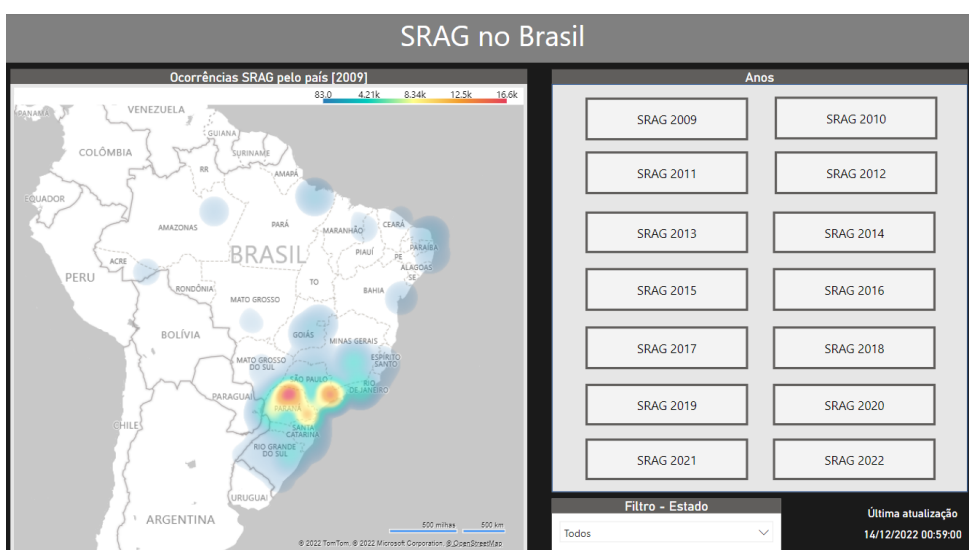 SRAG no Brasil
Ocorrências SRAG pelo país [2009]
83.0 4.21k 8.34k 12.5k 16.6k
PANAMÁ
VENEZUELA
GUIANA
SURINAME
COLÔMBIA
RR
AMAPÁ
EQUADOR
AMAZONAS
PARÁ
MARANHÃO
CEARÁ
BRASIL
PIAUÍ
PE
PARAÍBA
ALAGOAS
SE
ACRE
PERU
RONDÔNIA
TO
BAHIA
MATO GROSSO
BOLÍVIA
GOIÁS
MINAS GERAIS
MATO GROSSO
DO SUL
ESPÍRITO
SANTO
SÃO PAULO
RIO
DE JANEIRO
PARAGUAI
PARANÁ
CHILE
SANTA
CATARINA
RIO GRANDE
DO SUL
URUGUAI
ARGENTINA
500 milhas 500 km
© 2022 TomTom, © 2022 Microsoft Corporation, © OpenStreetMap
Anos
SRAG 2009 SRAG 2010
SRAG 2011 SRAG 2012
SRAG 2013 SRAG 2014
SRAG 2015 SRAG 2016
SRAG 2017 SRAG 2018
SRAG 2019 SRAG 2020
SRAG 2021 SRAG 2022
Filtro - Estado
Todos
Última atualização
14/12/2022 00:59:00